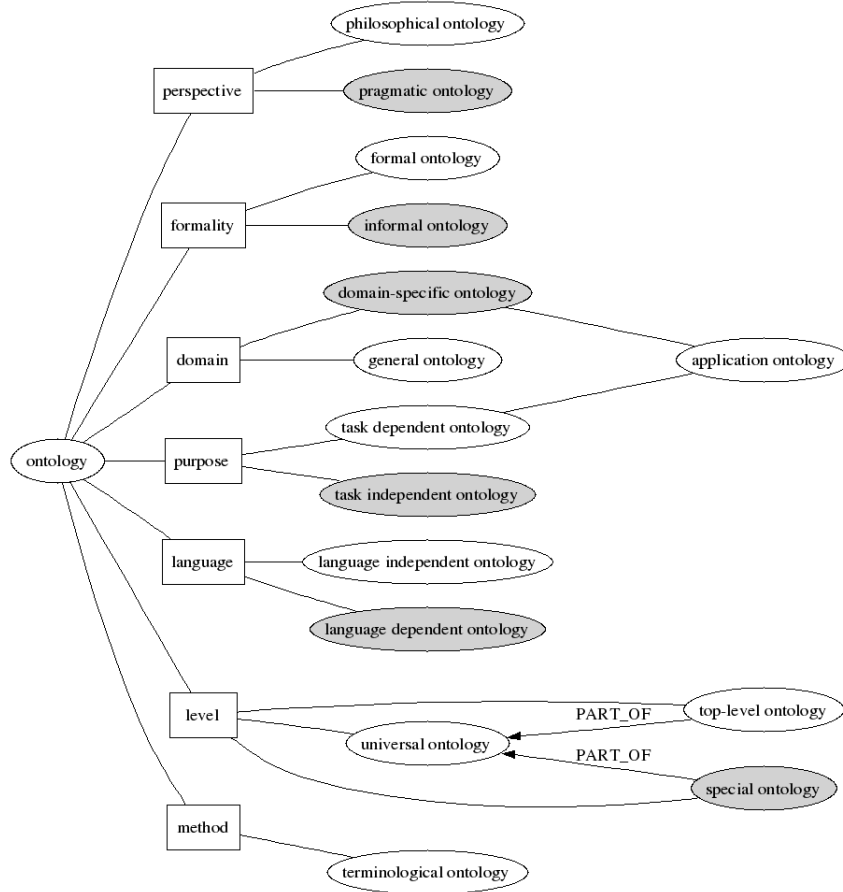 philosophical ontology
perspective
pragmatic ontology
formal ontology
formality
informal ontology
domain-specific ontology
domain
general ontology
application ontology
task dependent ontology
ontology
purpose
task independent ontology
language
language independent ontology
language dependent ontology
level
PART_OF
top-level ontology
universal ontology
PART_OF
special ontology
method
terminological ontology